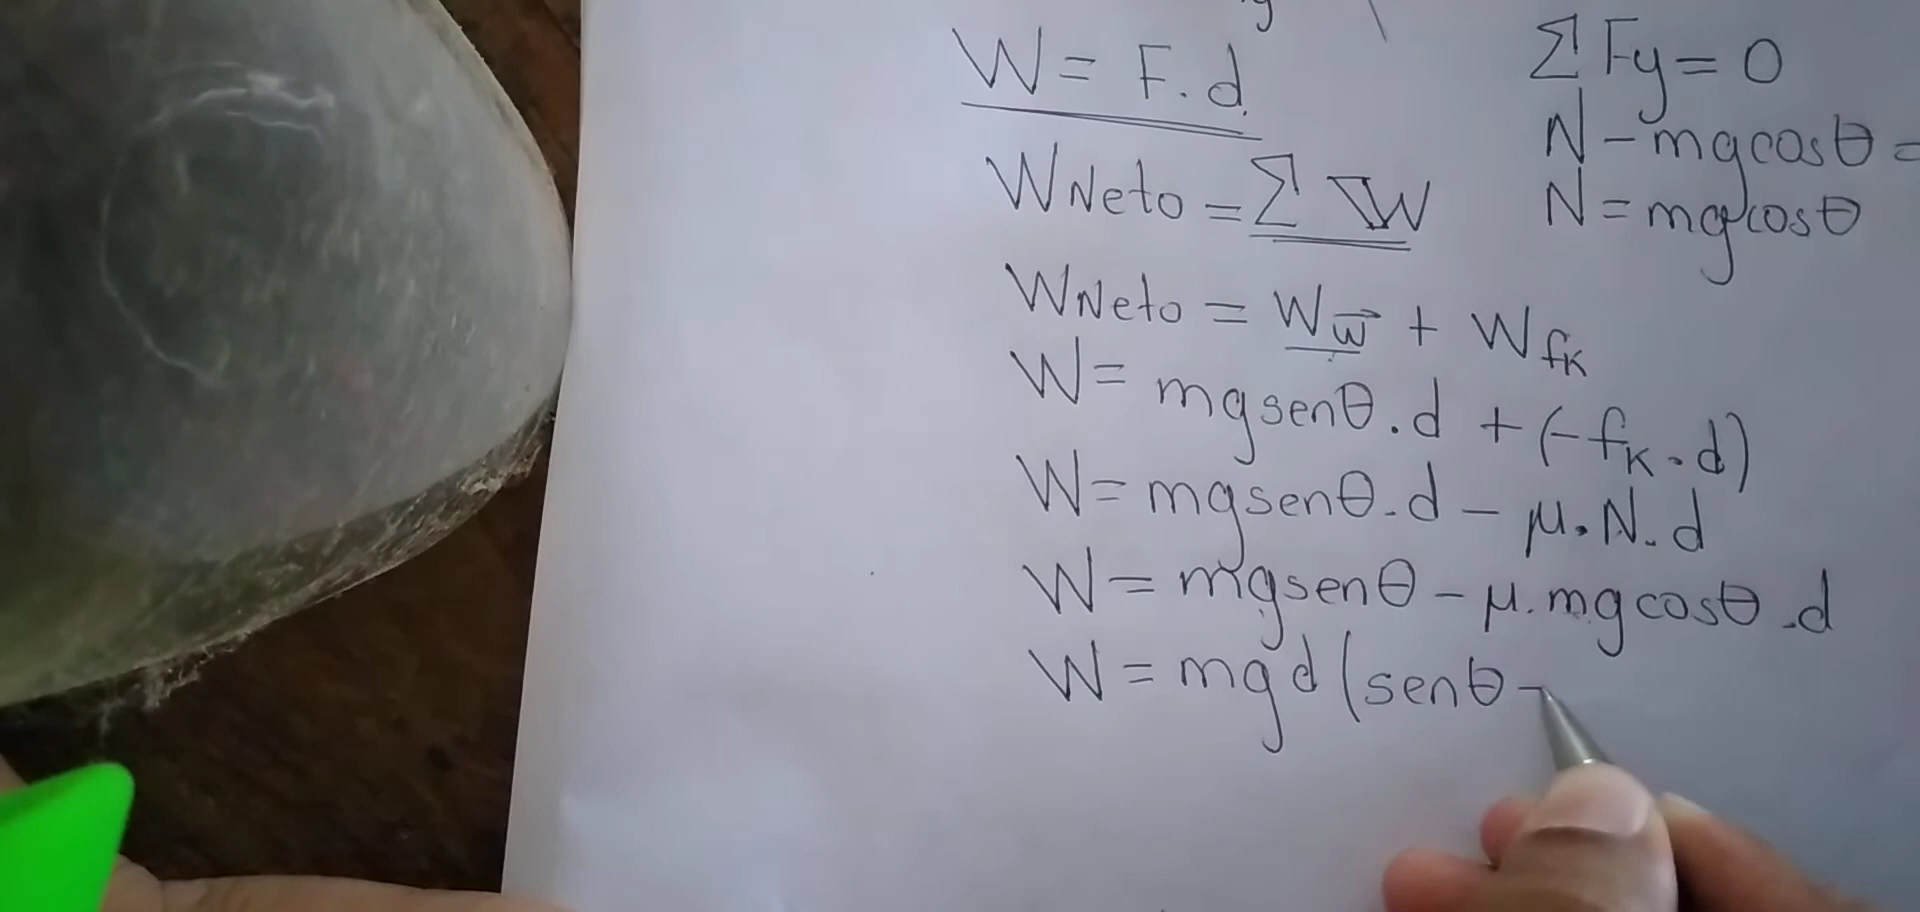 W = F.d
WNeto = Σ W
WNeto = Ww⃗ + Wfk
W = mgsenθ.d + (-fk.d)
W = mgsenθ.d - μ.N.d
W = mgsenθ - μ.mgcosθ.d
W = mgd(senθ -
ΣFy = 0
N - mgcosθ =
N = mgcosθ